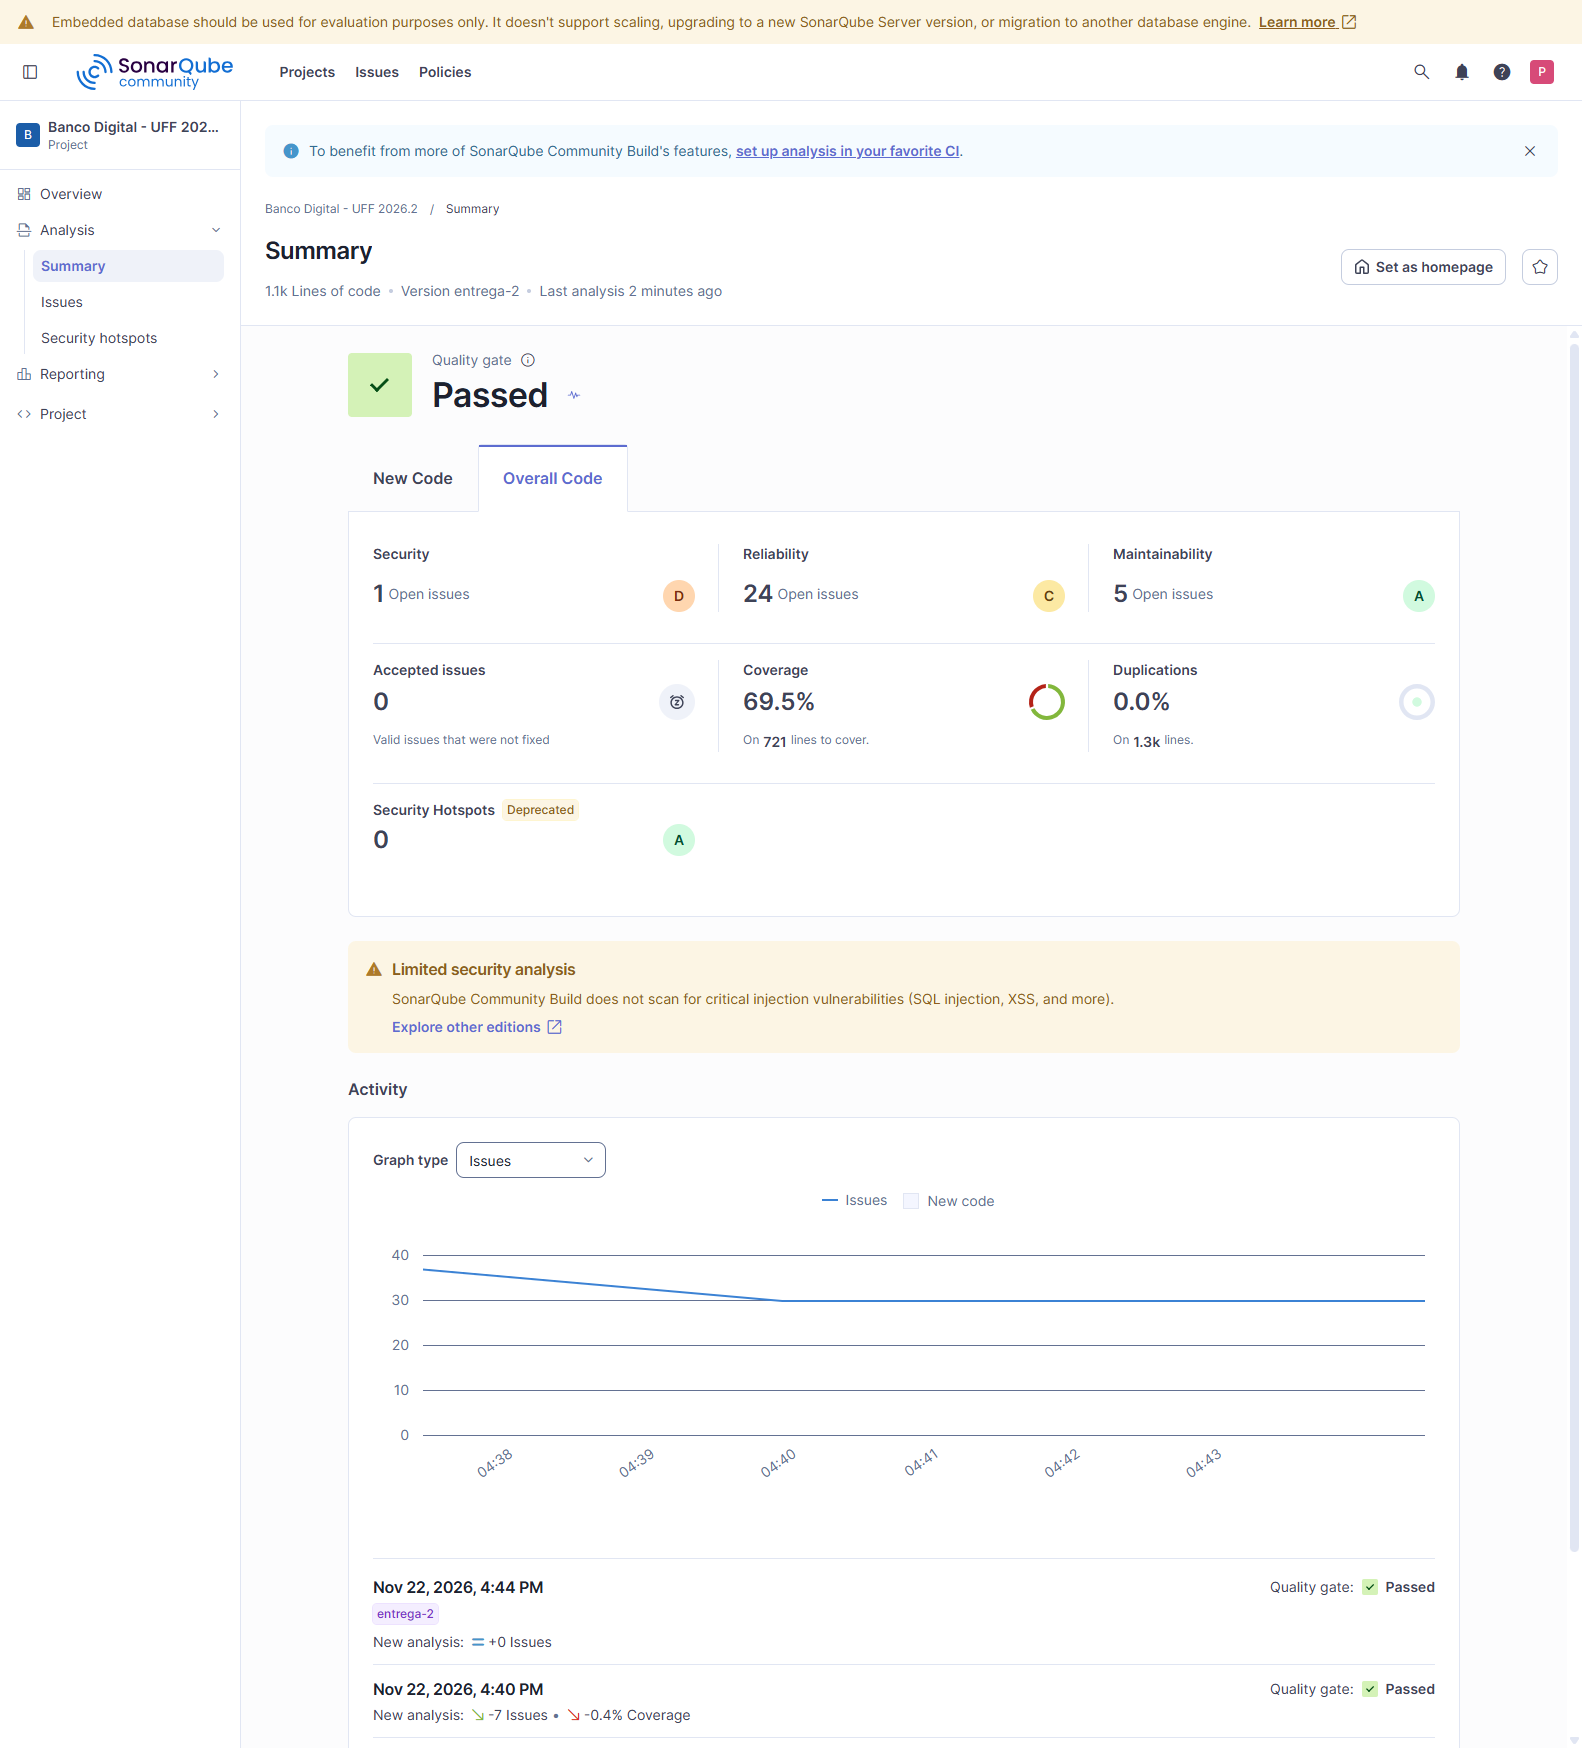 Embedded database should be used for evaluation purposes only. It doesn't support scaling, upgrading to a new SonarQube Server version, or migration to another database engine. Learn more
SonarQube community
Projects Issues Policies
P
B
Banco Digital - UFF 202...
Project
Overview
Analysis
Summary
Issues
Security hotspots
Reporting
Project
To benefit from more of SonarQube Community Build's features, set up analysis in your favorite CI.
Banco Digital - UFF 2026.2 / Summary
Summary
1.1k Lines of code • Version entrega-2 • Last analysis 2 minutes ago
Set as homepage
Quality gate
Passed
New Code
Overall Code
Security
1 Open issues
D
Reliability
24 Open issues
C
Maintainability
5 Open issues
A
Accepted issues
0
Valid issues that were not fixed
Coverage
69.5%
On 721 lines to cover.
Duplications
0.0%
On 1.3k lines.
Security Hotspots Deprecated
0
A
Limited security analysis
SonarQube Community Build does not scan for critical injection vulnerabilities (SQL injection, XSS, and more).
Explore other editions
Activity
Graph type Issues
Issues New code
40
30
20
10
0
04:38 04:39 04:40 04:41 04:42 04:43
Nov 22, 2026, 4:44 PM
Quality gate: Passed
entrega-2
New analysis: +0 Issues
Nov 22, 2026, 4:40 PM
Quality gate: Passed
New analysis: -7 Issues • -0.4% Coverage